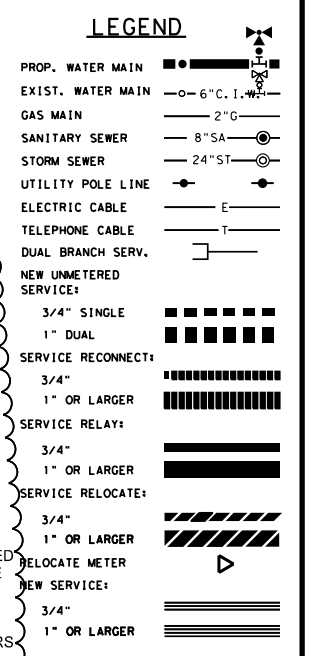 LEGEND
PROP. WATER MAIN
EXIST. WATER MAIN 6"C.I.W.
GAS MAIN 2"G
SANITARY SEWER 8"SA
STORM SEWER 24"ST
UTILITY POLE LINE
ELECTRIC CABLE E
TELEPHONE CABLE T
DUAL BRANCH SERV.
NEW UNMETERED
SERVICE:
3/4" SINGLE
1" DUAL
SERVICE RECONNECT:
3/4"
1" OR LARGER
SERVICE RELAY:
3/4"
1" OR LARGER
SERVICE RELOCATE:
3/4"
1" OR LARGER
RELOCATE METER
NEW SERVICE:
3/4"
1" OR LARGER